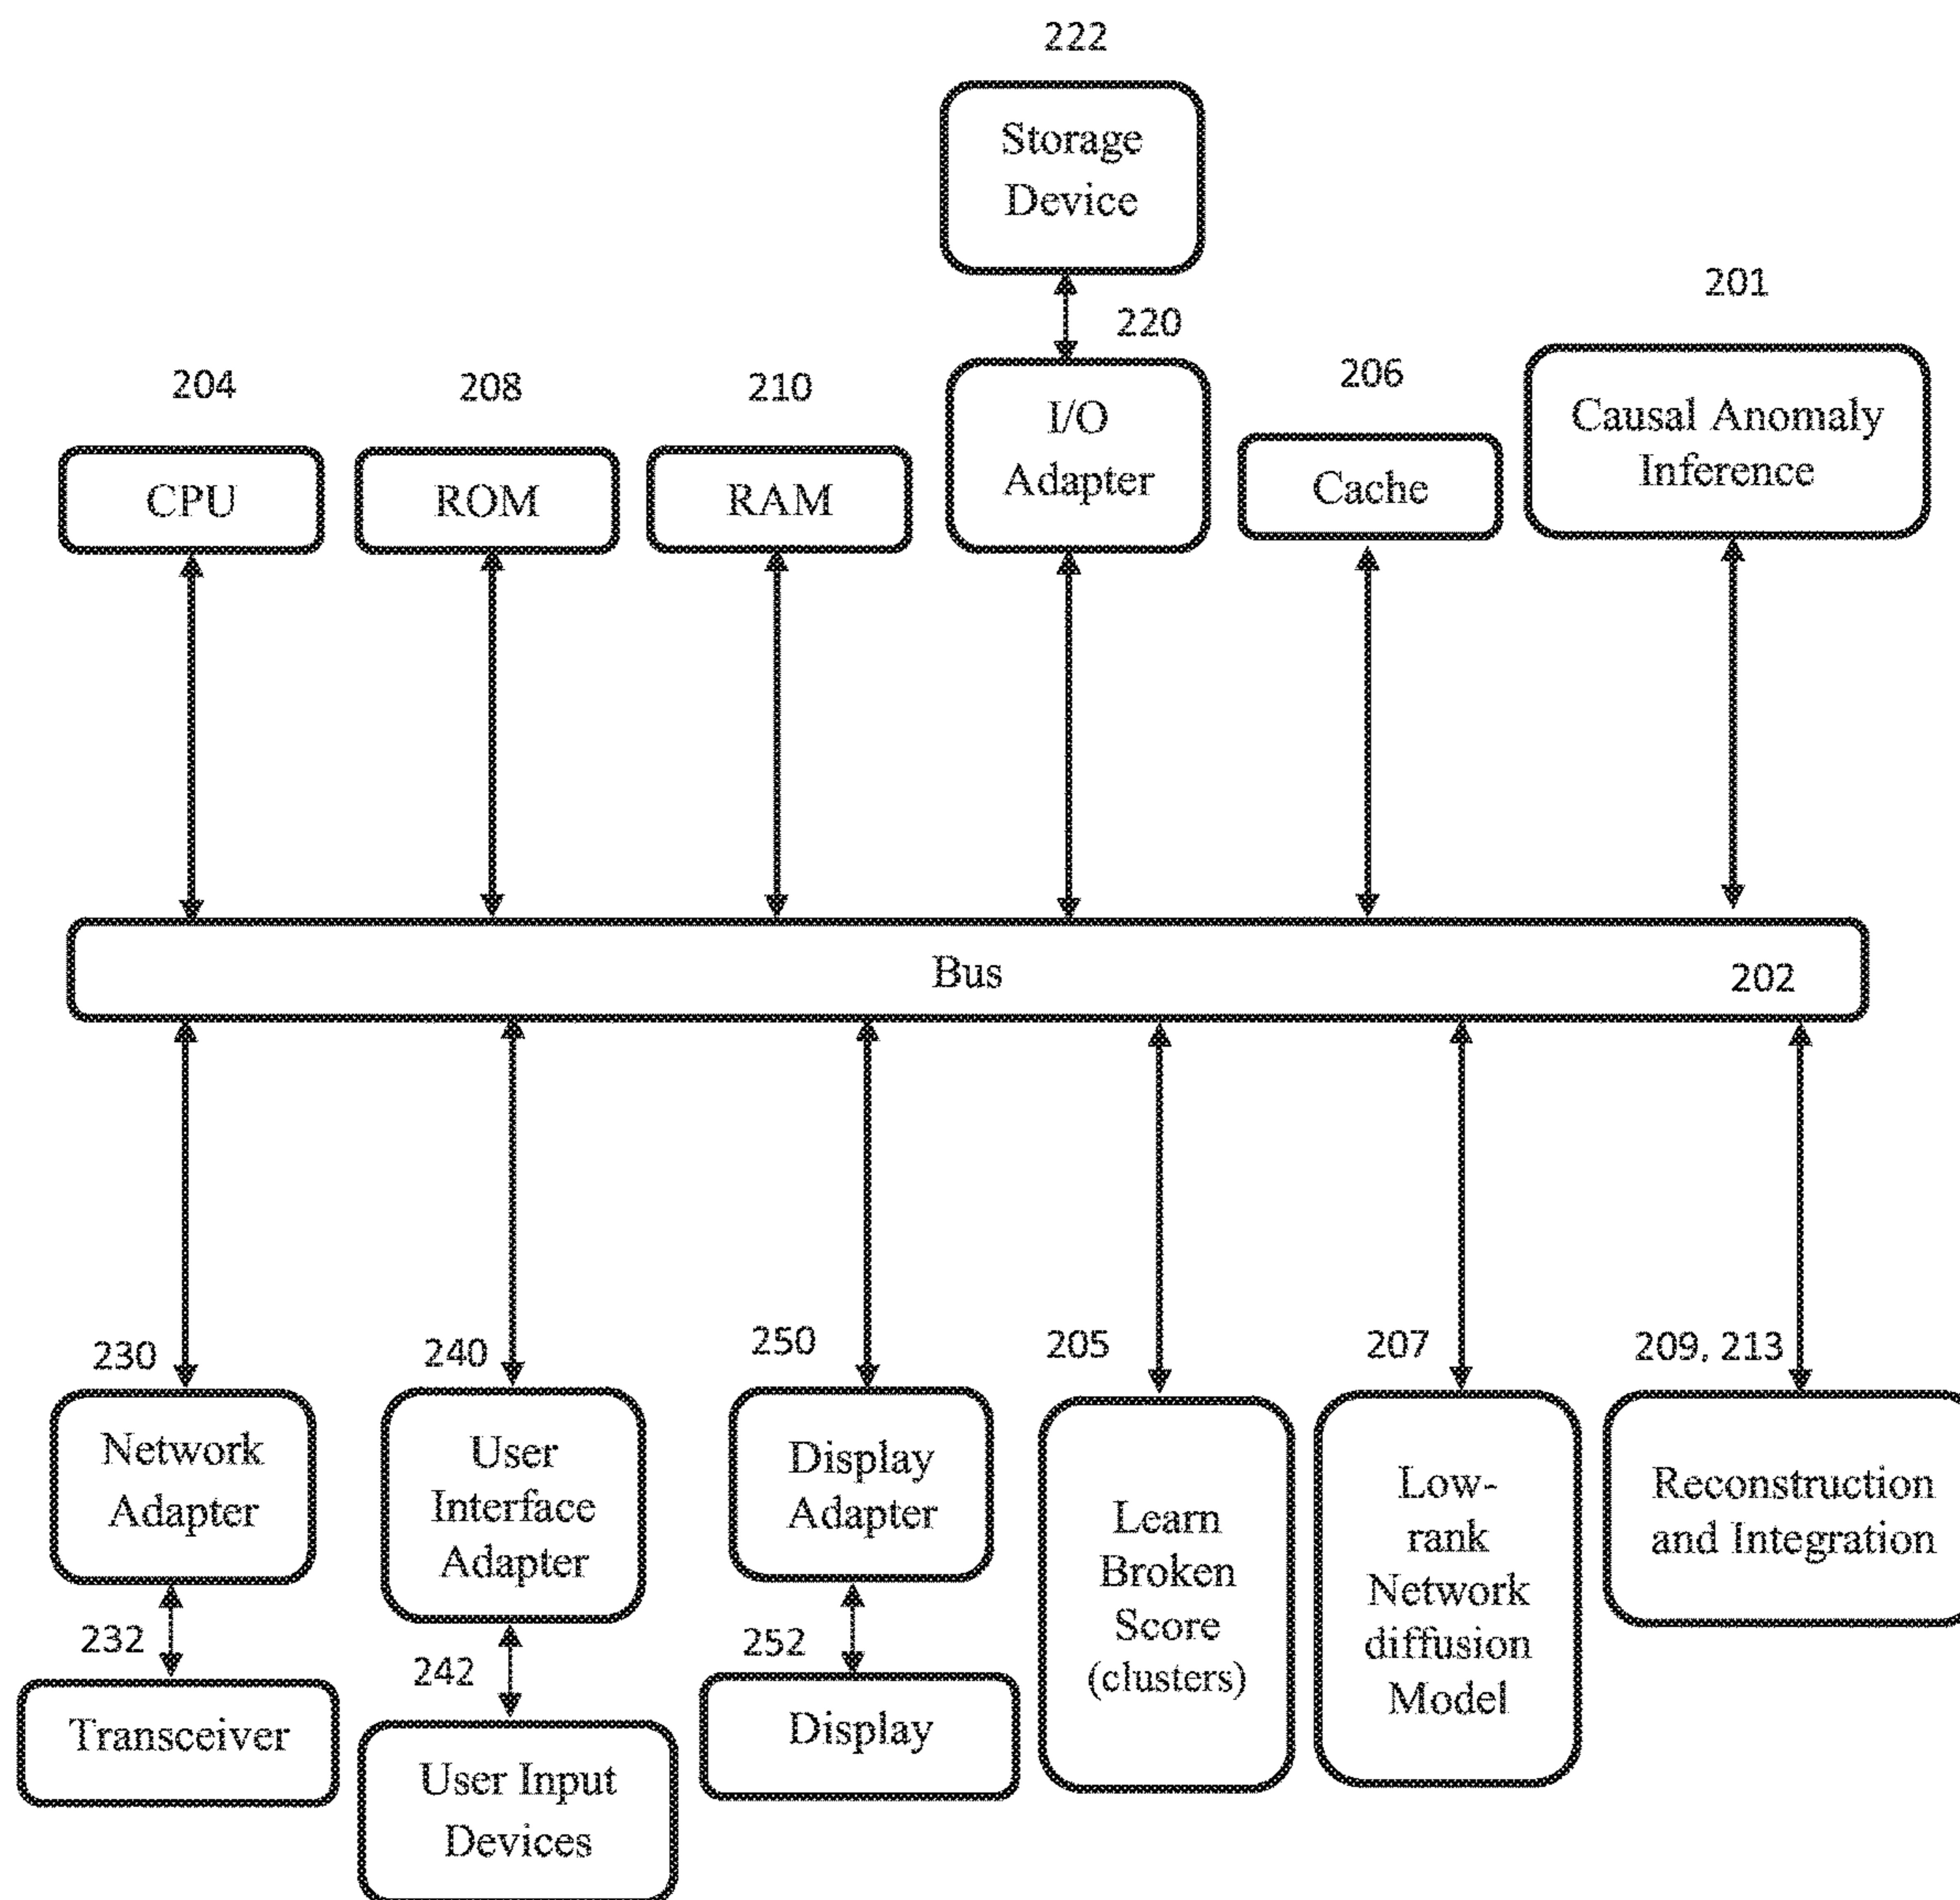 222
Storage
Device
220
201
Causal Anomaly
Inference
204
CPU
208
ROM
210
RAM
I/O
Adapter
206
Cache
Bus
202
230
Network
Adapter
232
Transceiver
240
User
Interface
Adapter
242
User Input
Devices
250
Display
Adapter
252
Display
205
Learn
Broken
Score
(clusters)
207
Low-
rank
Network
diffusion
Model
209, 213
Reconstruction
and Integration